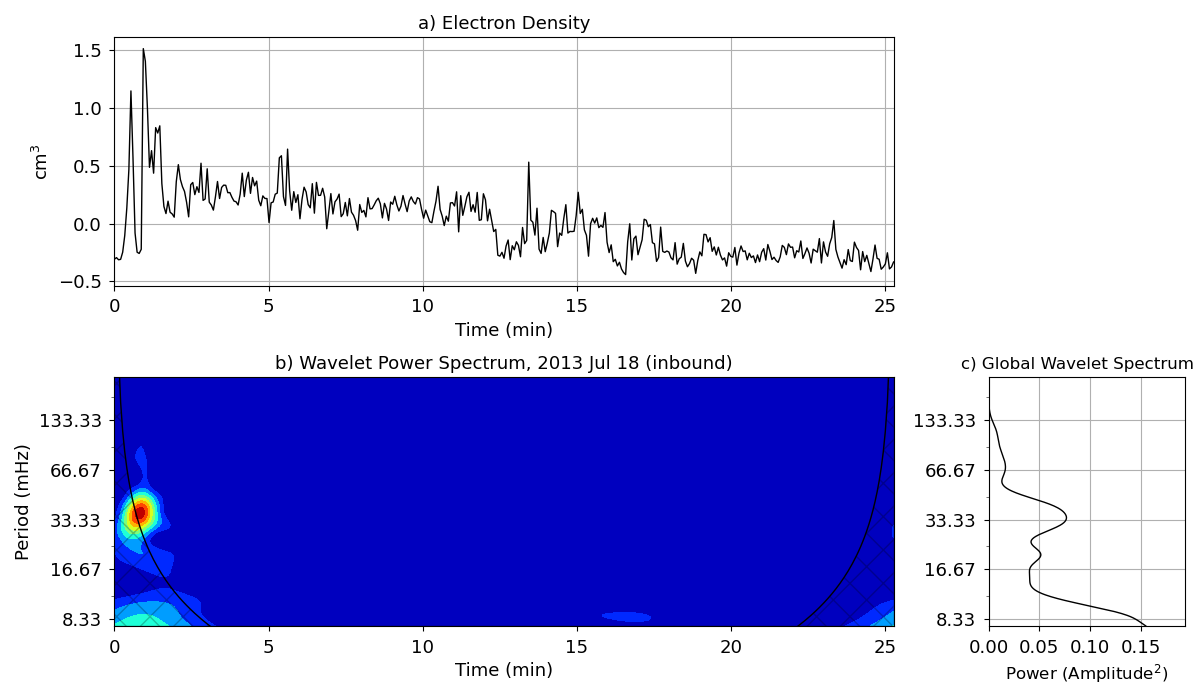 a) Electron Density
1.5
1.0
0.5
0.0
−0.5
cm³
0 5 10 15 20 25
Time (min)
b) Wavelet Power Spectrum, 2013 Jul 18 (inbound)
133.33
66.67
33.33
16.67
8.33
Period (mHz)
0 5 10 15 20 25
Time (min)
c) Global Wavelet Spectrum
133.33
66.67
33.33
16.67
8.33
0.00 0.05 0.10 0.15
Power (Amplitude²)